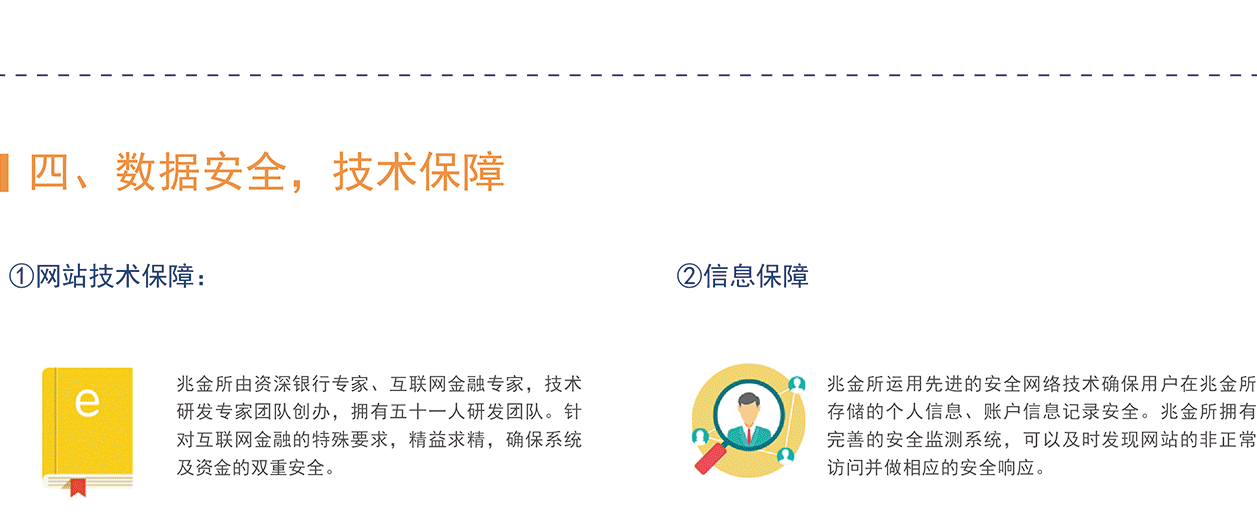 四、数据安全，技术保障
①网站技术保障：
e
兆金所由资深银行专家、互联网金融专家，技术
研发专家团队创办，拥有五十一人研发团队。针
对互联网金融的特殊要求，精益求精，确保系统
及资金的双重安全。
②信息保障
兆金所运用先进的安全网络技术确保用户在兆金所
存储的个人信息、账户信息记录安全。兆金所拥有
完善的安全监测系统，可以及时发现网站的非正常
访问并做相应的安全响应。